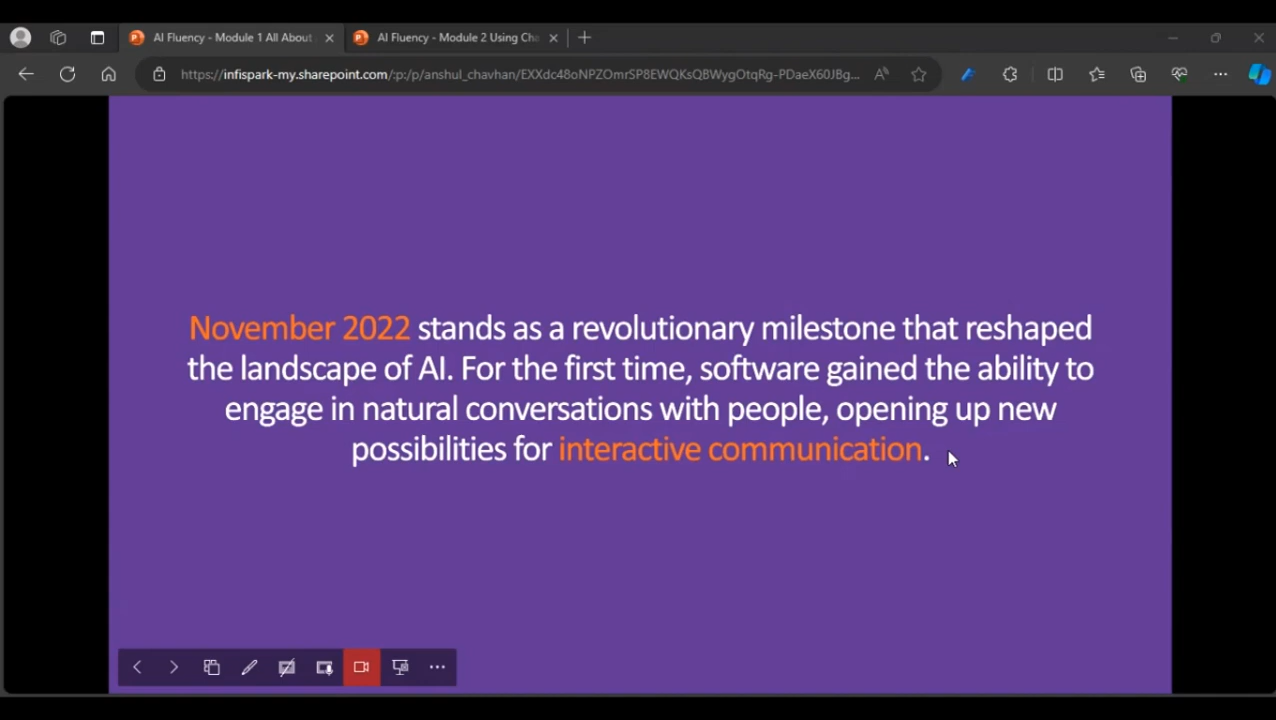 AI Fluency - Module 1 All About
AI Fluency - Module 2 Using Cha
https://infispark-my.sharepoint.com/:p:/p/anshul_chavhan/EXXdc48oNPZOmrSP8EWQKsQBWygOtqRg-PDaeX60JBg...
November 2022 stands as a revolutionary milestone that reshaped
the landscape of AI. For the first time, software gained the ability to
engage in natural conversations with people, opening up new
possibilities for interactive communication.